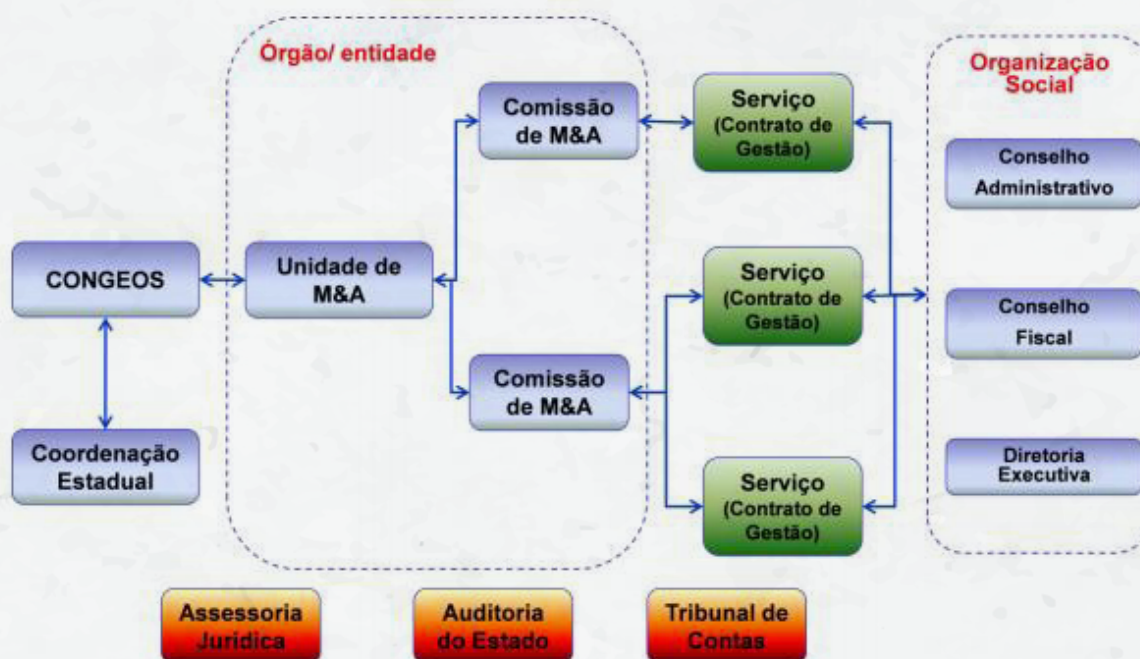 Órgão/ entidade
Comissão
de M&A
Serviço
(Contrato de
Gestão)
Organização
Social
Conselho
Administrativo
CONGEOS
Unidade de
M&A
Serviço
(Contrato de
Gestão)
Conselho
Fiscal
Comissão
de M&A
Coordenação
Estadual
Serviço
(Contrato de
Gestão)
Diretoria
Executiva
Assessoria
Jurídica
Auditoria
do Estado
Tribunal de
Contas